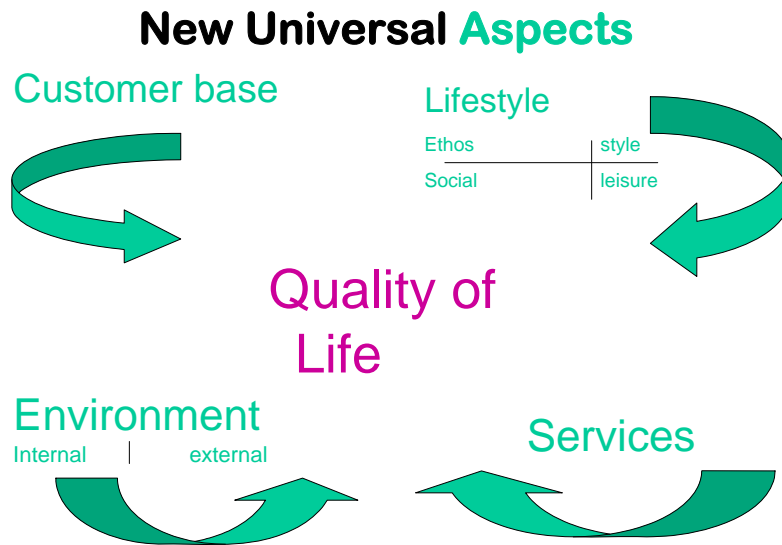 New Universal Aspects
Customer base
Lifestyle
Ethos style
Social leisure
Quality of
Life
Environment
Internal external
Services